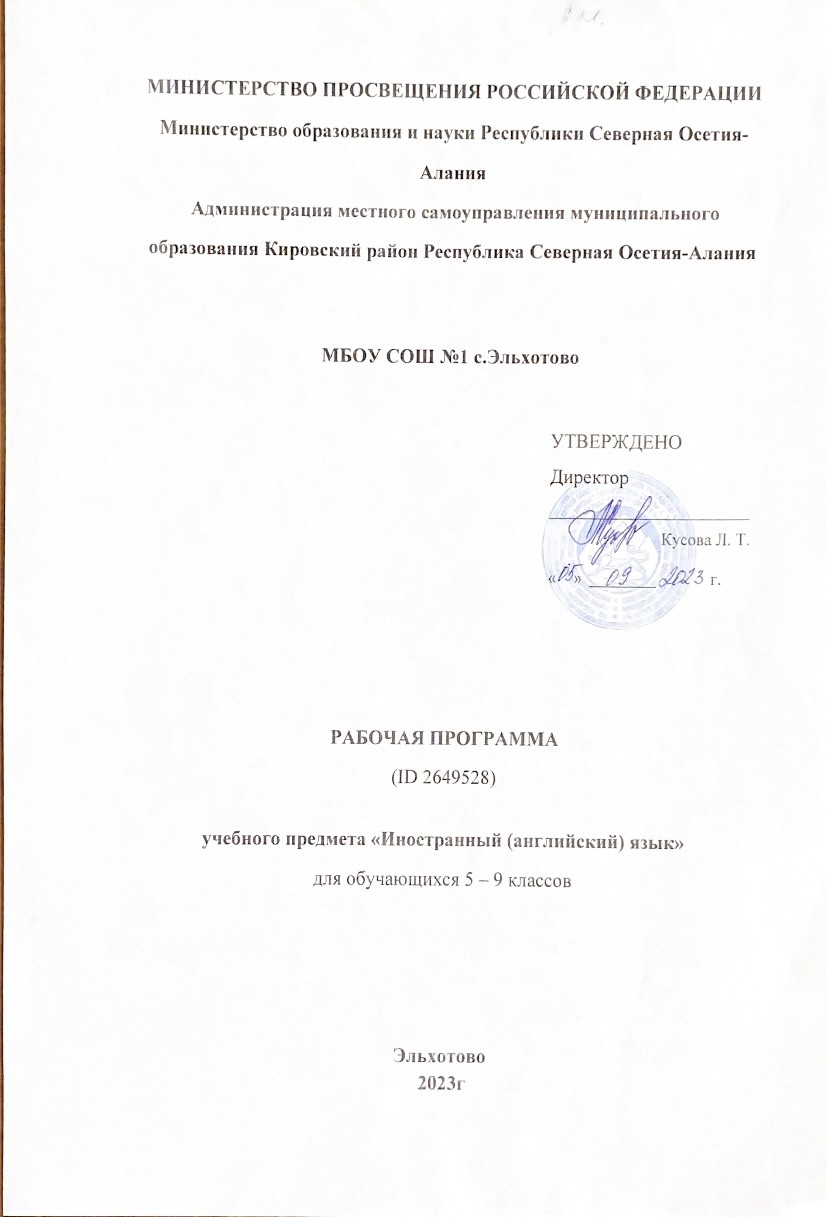 МИНИСТЕРСТВО ПРОСВЕЩЕНИЯ РОССИЙСКОЙ ФЕДЕРАЦИИ
Министерство образования и науки Республики Северная Осетия-
Алания
Администрация местного самоуправления муниципального
образования Кировский район Республика Северная Осетия-Алания
МБОУ СОШ №1 с.Эльхотово
УТВЕРЖДЕНО
Директор
Кусова Л. Т.
«05» 09 2023 г.
РАБОЧАЯ ПРОГРАММА
(ID 2649528)
учебного предмета «Иностранный (английский) язык»
для обучающихся 5 – 9 классов
Эльхотово
2023г